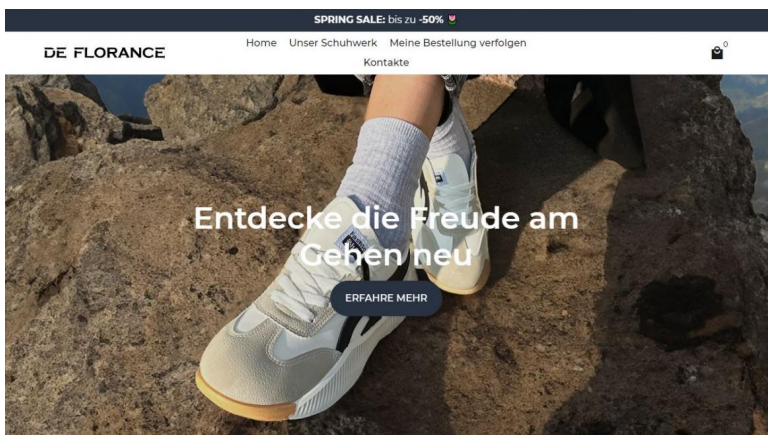 SPRING SALE: bis zu -50% 🌷
DE FLORANCE
Home Unser Schuhwerk Meine Bestellung verfolgen
Kontakte
0
Entdecke die Freude am
Gehen neu
ERFAHRE MEHR